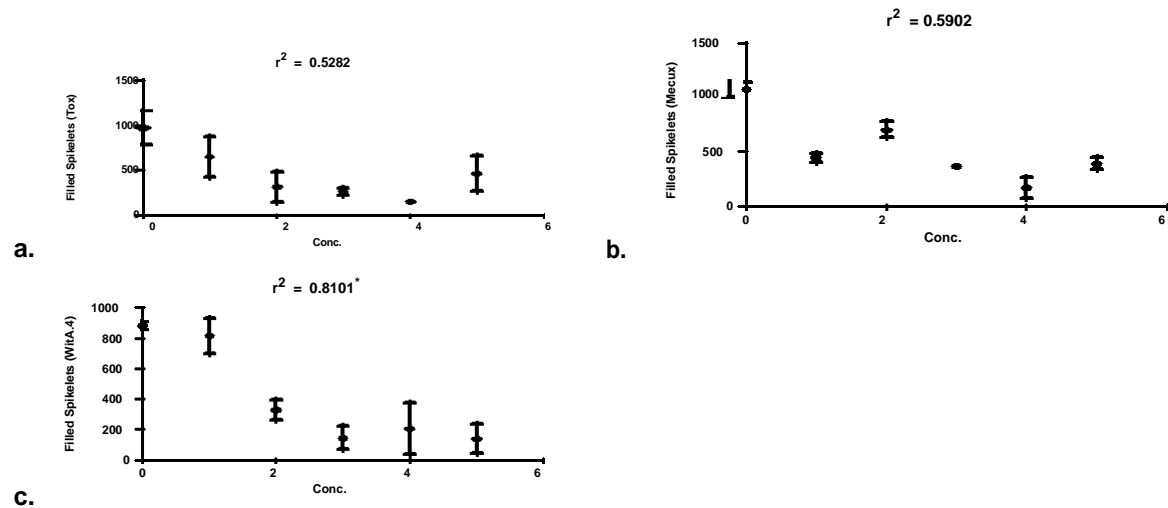 r2 = 0.5282
1500
1000
500
0
0 2 4 6
Conc.
Filled Spikelets (Tox)
a.
r2 = 0.5902
1500
1000
500
0
0 2 4 6
Conc.
Filled Spikelets (Mecux)
b.
r2 = 0.8101*
1000
800
600
400
200
0
0 2 4 6
Conc.
Filled Spikelets (WitA.4)
c.